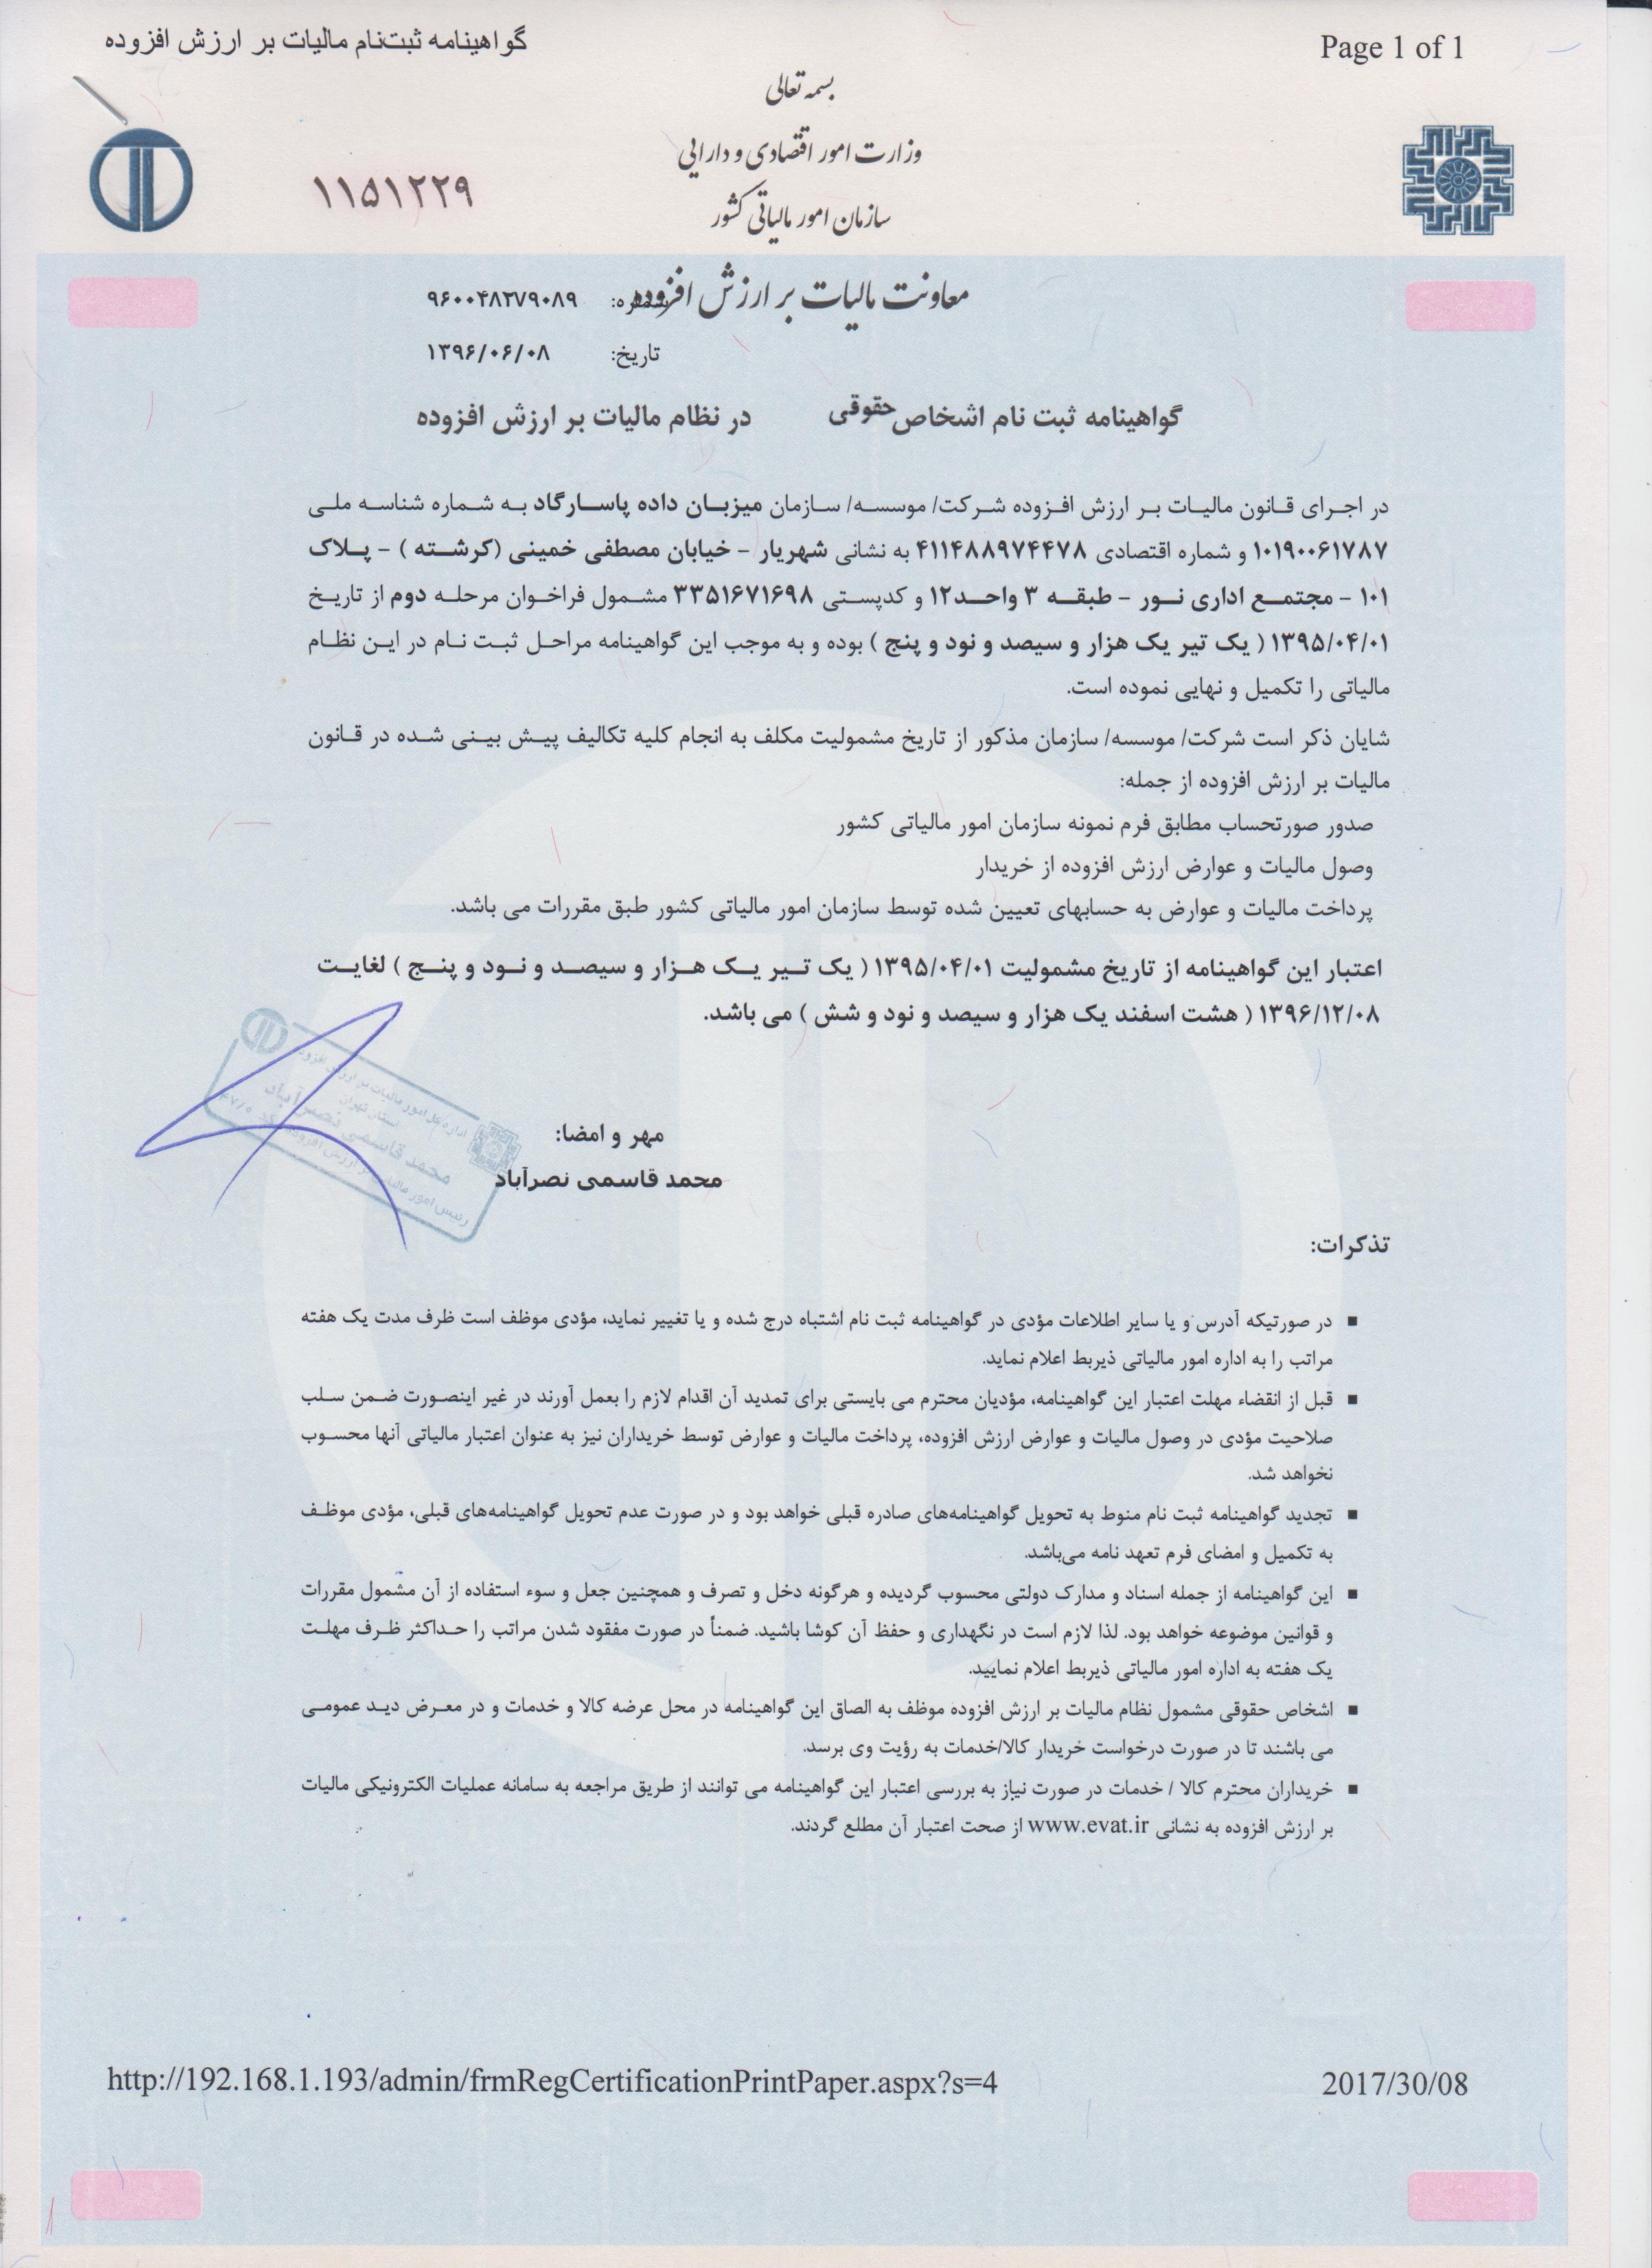 گواهینامه ثبت‌نام مالیات بر ارزش افزوده
Page 1 of 1
بسمه تعالی
وزارت امور اقتصادی و دارایی
۱۱۵۱۲۲۹
سازمان امور مالیاتی کشور
معاونت مالیات بر ارزش افزوده
شماره: ۹۶۰۰۴۸۲۷۹۰۸۹
تاریخ: ۱۳۹۶/۰۶/۰۸
گواهینامه ثبت نام اشخاص حقوقی در نظام مالیات بر ارزش افزوده
در اجرای قانون مالیات بر ارزش افزوده شرکت/ موسسه/ سازمان میزبان داده پاسارگاد به شماره شناسه ملی
۱۰۱۹۰۰۶۱۷۸۷ و شماره اقتصادی ۴۱۱۴۸۸۹۷۴۴۷۸ به نشانی شهریار - خیابان مصطفی خمینی (کرشته ) - پلاک
۱۰۱ - مجتمع اداری نور - طبقه ۳ واحد۱۲ و کدپستی ۳۳۵۱۶۷۱۶۹۸ مشمول فراخوان مرحله دوم از تاریخ
۱۳۹۵/۰۴/۰۱ ( یک تیر یک هزار و سیصد و نود و پنج ) بوده و به موجب این گواهینامه مراحل ثبت نام در این نظام
مالیاتی را تکمیل و نهایی نموده است.
شایان ذکر است شرکت/ موسسه/ سازمان مذکور از تاریخ مشمولیت مکلف به انجام کلیه تکالیف پیش بینی شده در قانون
مالیات بر ارزش افزوده از جمله:
صدور صورتحساب مطابق فرم نمونه سازمان امور مالیاتی کشور
وصول مالیات و عوارض ارزش افزوده از خریدار
پرداخت مالیات و عوارض به حسابهای تعیین شده توسط سازمان امور مالیاتی کشور طبق مقررات می باشد.
اعتبار این گواهینامه از تاریخ مشمولیت ۱۳۹۵/۰۴/۰۱ ( یک تیر یک هزار و سیصد و نود و پنج ) لغایت
۱۳۹۶/۱۲/۰۸ ( هشت اسفند یک هزار و سیصد و نود و شش ) می باشد.
اداره کل امور مالیات بر ارزش افزوده
استان تهران
محمد قاسمی نصرآباد
مهر و امضا:
محمد قاسمی نصرآباد
تذکرات:
▪ در صورتیکه آدرس و یا سایر اطلاعات مؤدی در گواهینامه ثبت نام اشتباه درج شده و یا تغییر نماید، مؤدی موظف است ظرف مدت یک هفته
مراتب را به اداره امور مالیاتی ذیربط اعلام نماید.
▪ قبل از انقضاء مهلت اعتبار این گواهینامه، مؤدیان محترم می بایستی برای تمدید آن اقدام لازم را بعمل آورند در غیر اینصورت ضمن سلب
صلاحیت مؤدی در وصول مالیات و عوارض ارزش افزوده، پرداخت مالیات و عوارض توسط خریداران نیز به عنوان اعتبار مالیاتی آنها محسوب
نخواهد شد.
▪ تجدید گواهینامه ثبت نام منوط به تحویل گواهینامه‌های صادره قبلی خواهد بود و در صورت عدم تحویل گواهینامه‌های قبلی، مؤدی موظف
به تکمیل و امضای فرم تعهد نامه می‌باشد.
▪ این گواهینامه از جمله اسناد و مدارک دولتی محسوب گردیده و هرگونه دخل و تصرف و همچنین جعل و سوء استفاده از آن مشمول مقررات
و قوانین موضوعه خواهد بود. لذا لازم است در نگهداری و حفظ آن کوشا باشید. ضمناً در صورت مفقود شدن مراتب را حداکثر ظرف مهلت
یک هفته به اداره امور مالیاتی ذیربط اعلام نمایید.
▪ اشخاص حقوقی مشمول نظام مالیات بر ارزش افزوده موظف به الصاق این گواهینامه در محل عرضه کالا و خدمات و در معرض دید عمومی
می باشند تا در صورت درخواست خریدار کالا/خدمات به رؤیت وی برسد.
▪ خریداران محترم کالا / خدمات در صورت نیاز به بررسی اعتبار این گواهینامه می توانند از طریق مراجعه به سامانه عملیات الکترونیکی مالیات
بر ارزش افزوده به نشانی www.evat.ir از صحت اعتبار آن مطلع گردند.
http://192.168.1.193/admin/frmRegCertificationPrintPaper.aspx?s=4
2017/30/08